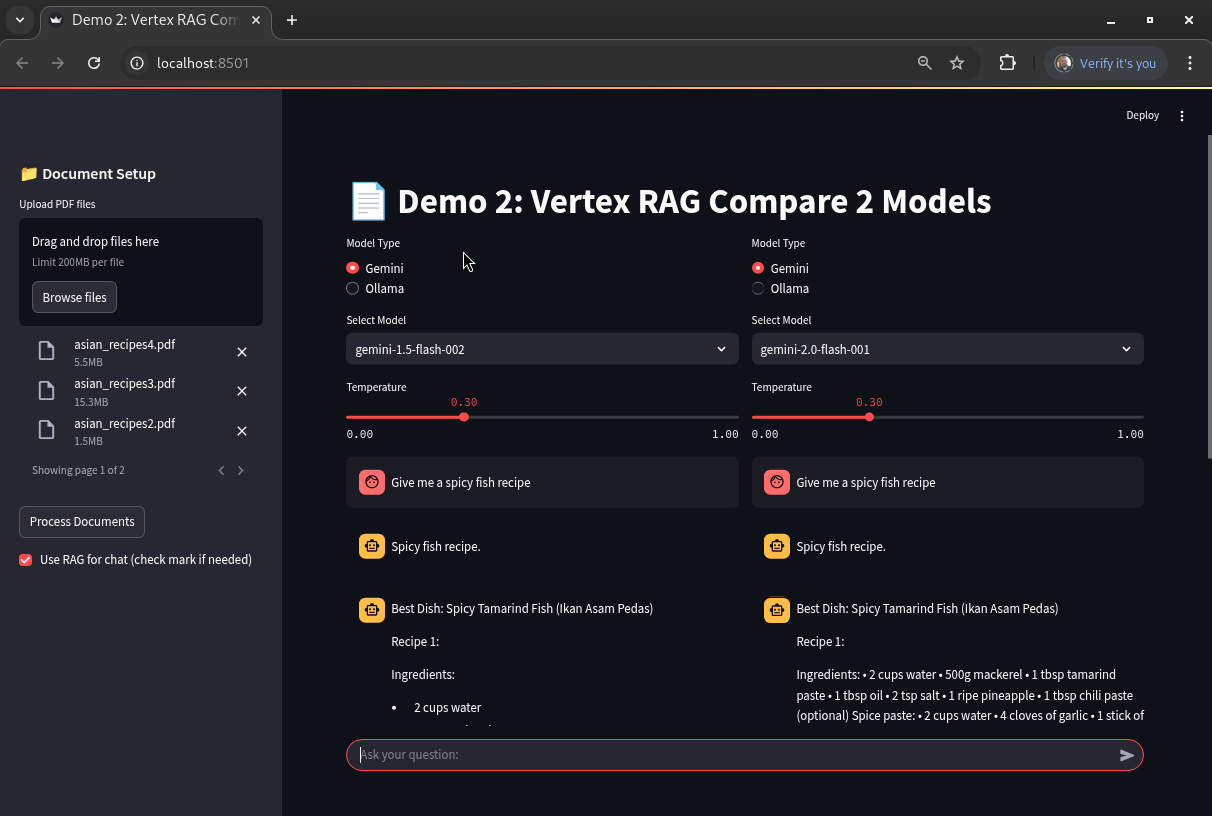 Demo 2: Vertex RAG Com
localhost:8501
Verify it's you
Deploy
📁 Document Setup
Upload PDF files
Drag and drop files here
Limit 200MB per file
Browse files
asian_recipes4.pdf
5.5MB
asian_recipes3.pdf
15.3MB
asian_recipes2.pdf
1.5MB
Showing page 1 of 2
Process Documents
Use RAG for chat (check mark if needed)
📄 Demo 2: Vertex RAG Compare 2 Models
Model Type
Gemini
Ollama
Select Model
gemini-1.5-flash-002
Temperature
0.30
0.00 1.00
Give me a spicy fish recipe
Spicy fish recipe.
Best Dish: Spicy Tamarind Fish (Ikan Asam Pedas)
Recipe 1:
Ingredients:
• 2 cups water
Model Type
Gemini
Ollama
Select Model
gemini-2.0-flash-001
Temperature
0.30
0.00 1.00
Give me a spicy fish recipe
Spicy fish recipe.
Best Dish: Spicy Tamarind Fish (Ikan Asam Pedas)
Recipe 1:
Ingredients: • 2 cups water • 500g mackerel • 1 tbsp tamarind
paste • 1 tbsp oil • 2 tsp salt • 1 ripe pineapple • 1 tbsp chili paste
(optional) Spice paste: • 2 cups water • 4 cloves of garlic • 1 stick of
Ask your question: